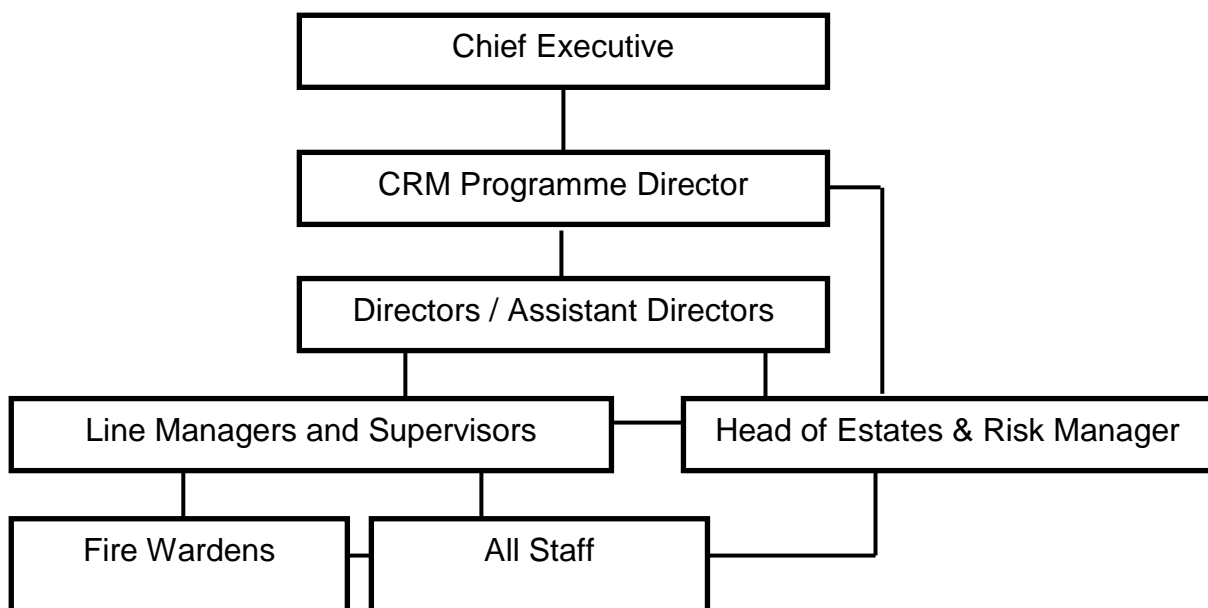 Chief Executive
CRM Programme Director
Directors / Assistant Directors
Line Managers and Supervisors
Head of Estates & Risk Manager
Fire Wardens
All Staff